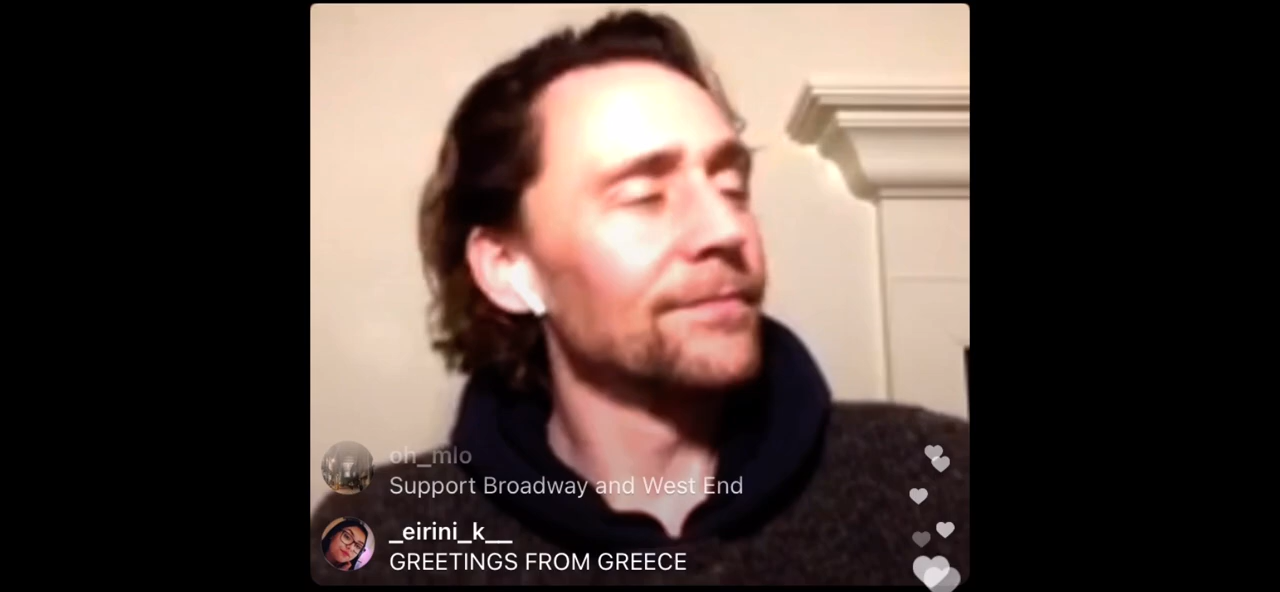 oh_mlo
Support Broadway and West End
_eirini_k__
GREETINGS FROM GREECE